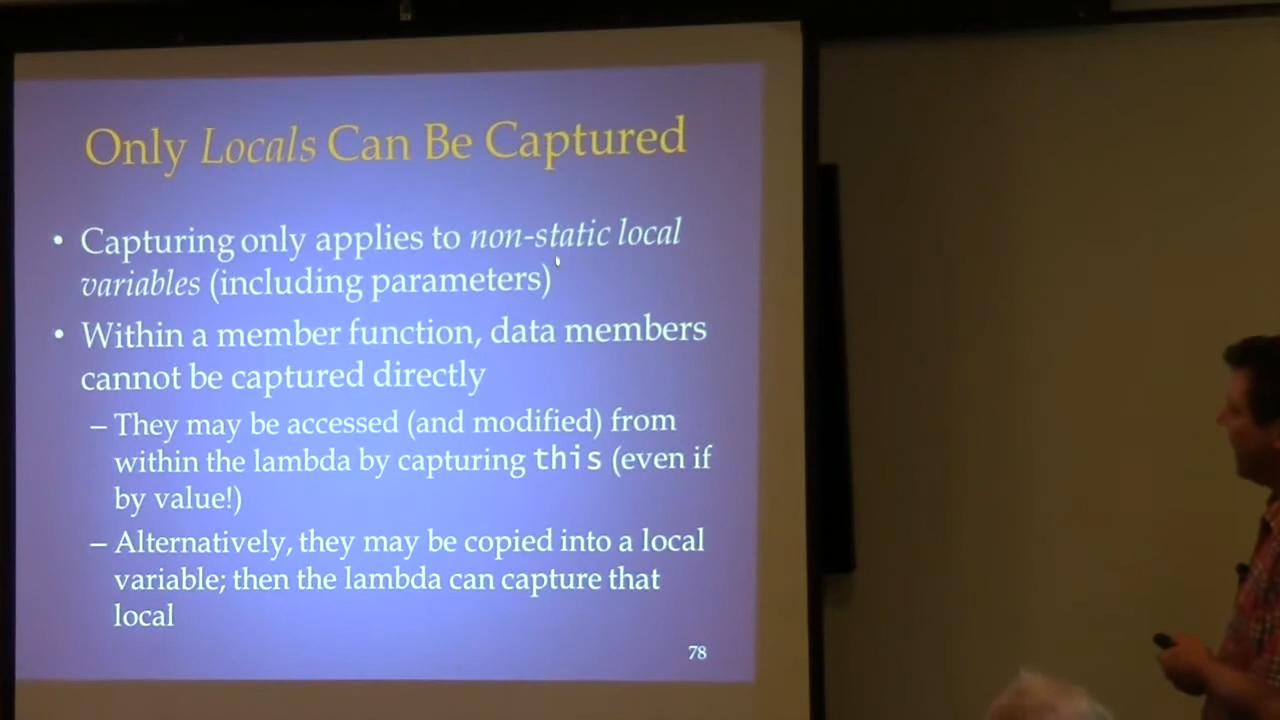 Only Locals Can Be Captured
• Capturing only applies to non-static local
variables (including parameters)
• Within a member function, data members
cannot be captured directly
– They may be accessed (and modified) from
within the lambda by capturing this (even if
by value!)
– Alternatively, they may be copied into a local
variable; then the lambda can capture that
local
78